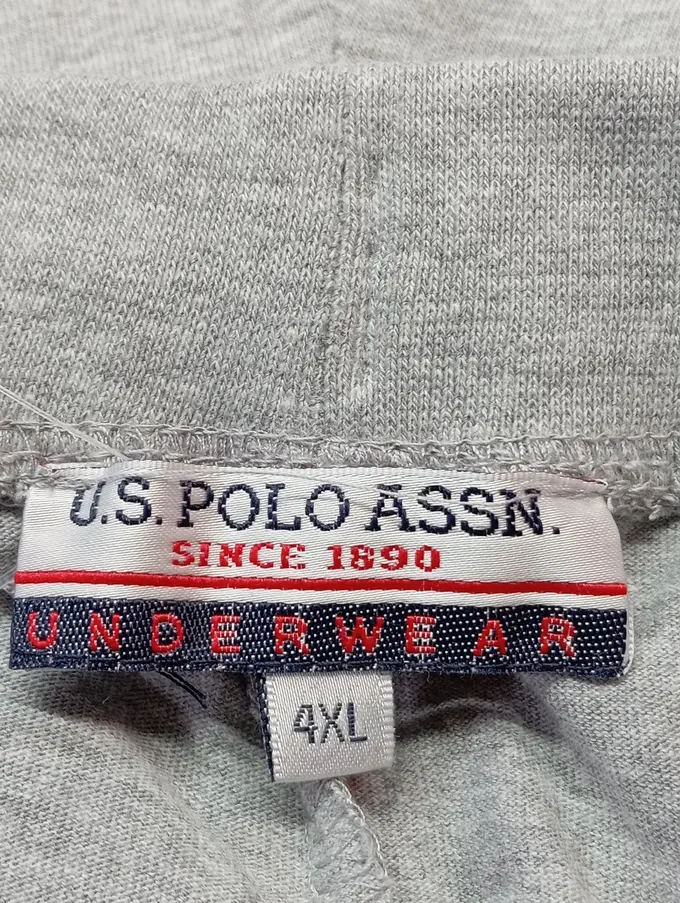 U.S. POLO ASSN.
SINCE 1890
UNDERWEAR
4XL